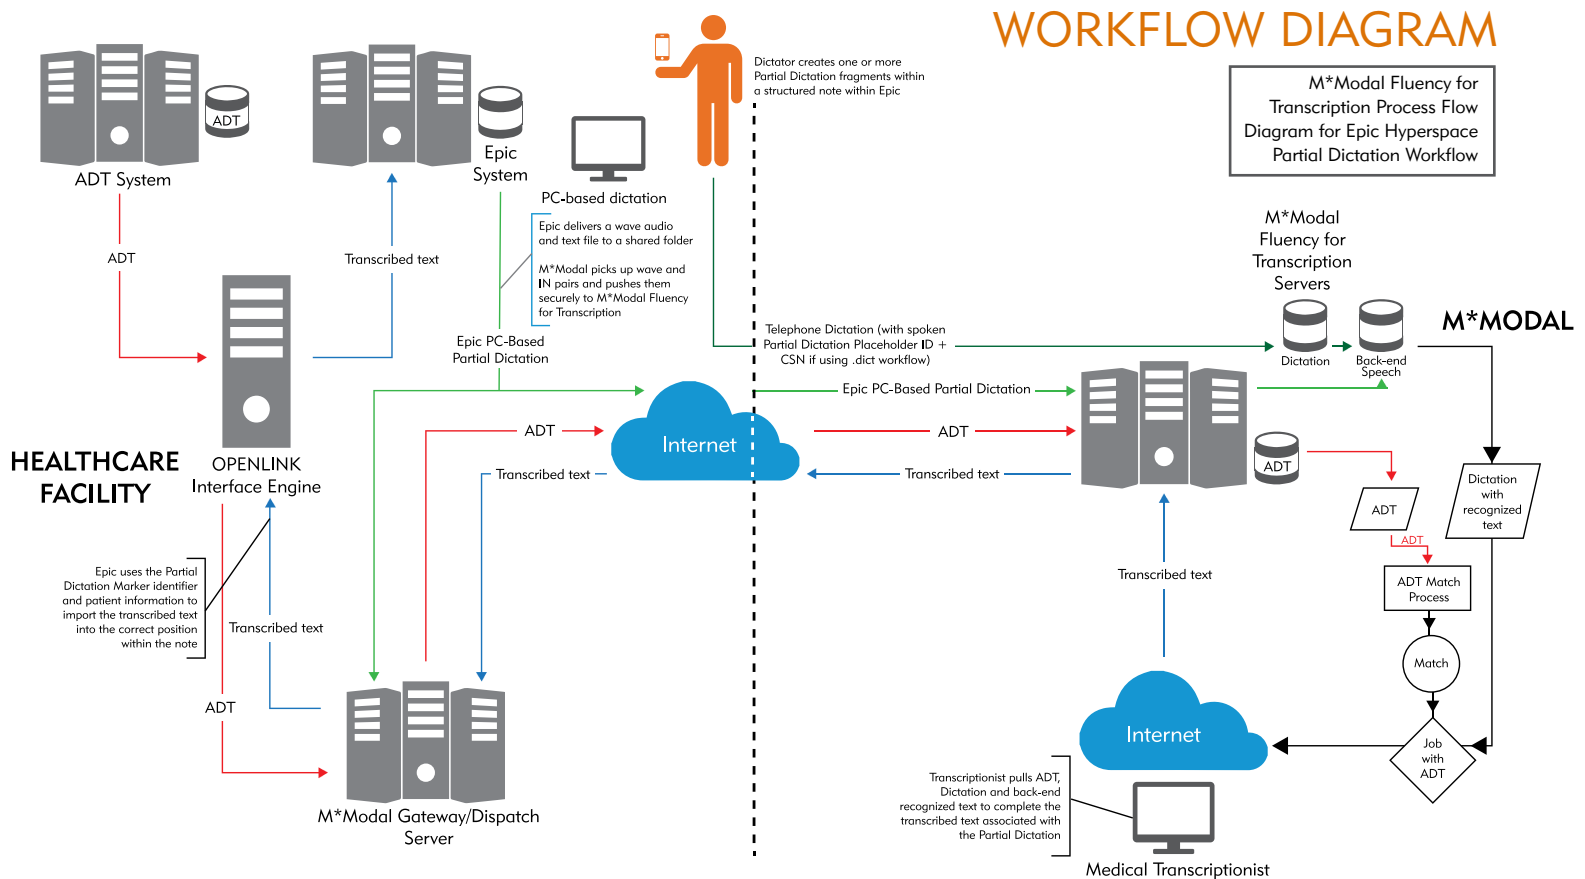 WORKFLOW DIAGRAM
M*Modal Fluency for
Transcription Process Flow
Diagram for Epic Hyperspace
Partial Dictation Workflow
Dictator creates one or more
Partial Dictation fragments within
a structured note within Epic
ADT
ADT System
Epic
System
PC-based dictation
Epic delivers a wave audio
and text file to a shared folder
M*Modal picks up wave and
IN pairs and pushes them
securely to M*Modal Fluency
for Transcription
ADT
Transcribed text
Epic PC-Based
Partial Dictation
M*Modal
Fluency for
Transcription
Servers
M*MODAL
Telephone Dictation (with spoken
Partial Dictation Placeholder ID +
CSN if using .dict workflow)
Dictation
Back-end
Speech
Epic PC-Based Partial Dictation
HEALTHCARE
FACILITY
OPENLINK
Interface Engine
ADT
Internet
ADT
Transcribed text
Transcribed text
ADT
ADT
ADT
Dictation
with
recognized
text
ADT Match
Process
Match
Job
with
ADT
Epic uses the Partial
Dictation Marker identifier
and patient information to
import the transcribed text
into the correct position
within the note
Transcribed text
ADT
Transcribed text
Internet
M*Modal Gateway/Dispatch
Server
Transcriptionist pulls ADT,
Dictation and back-end
recognized text to complete the
transcribed text associated with
the Partial Dictation
Medical Transcriptionist